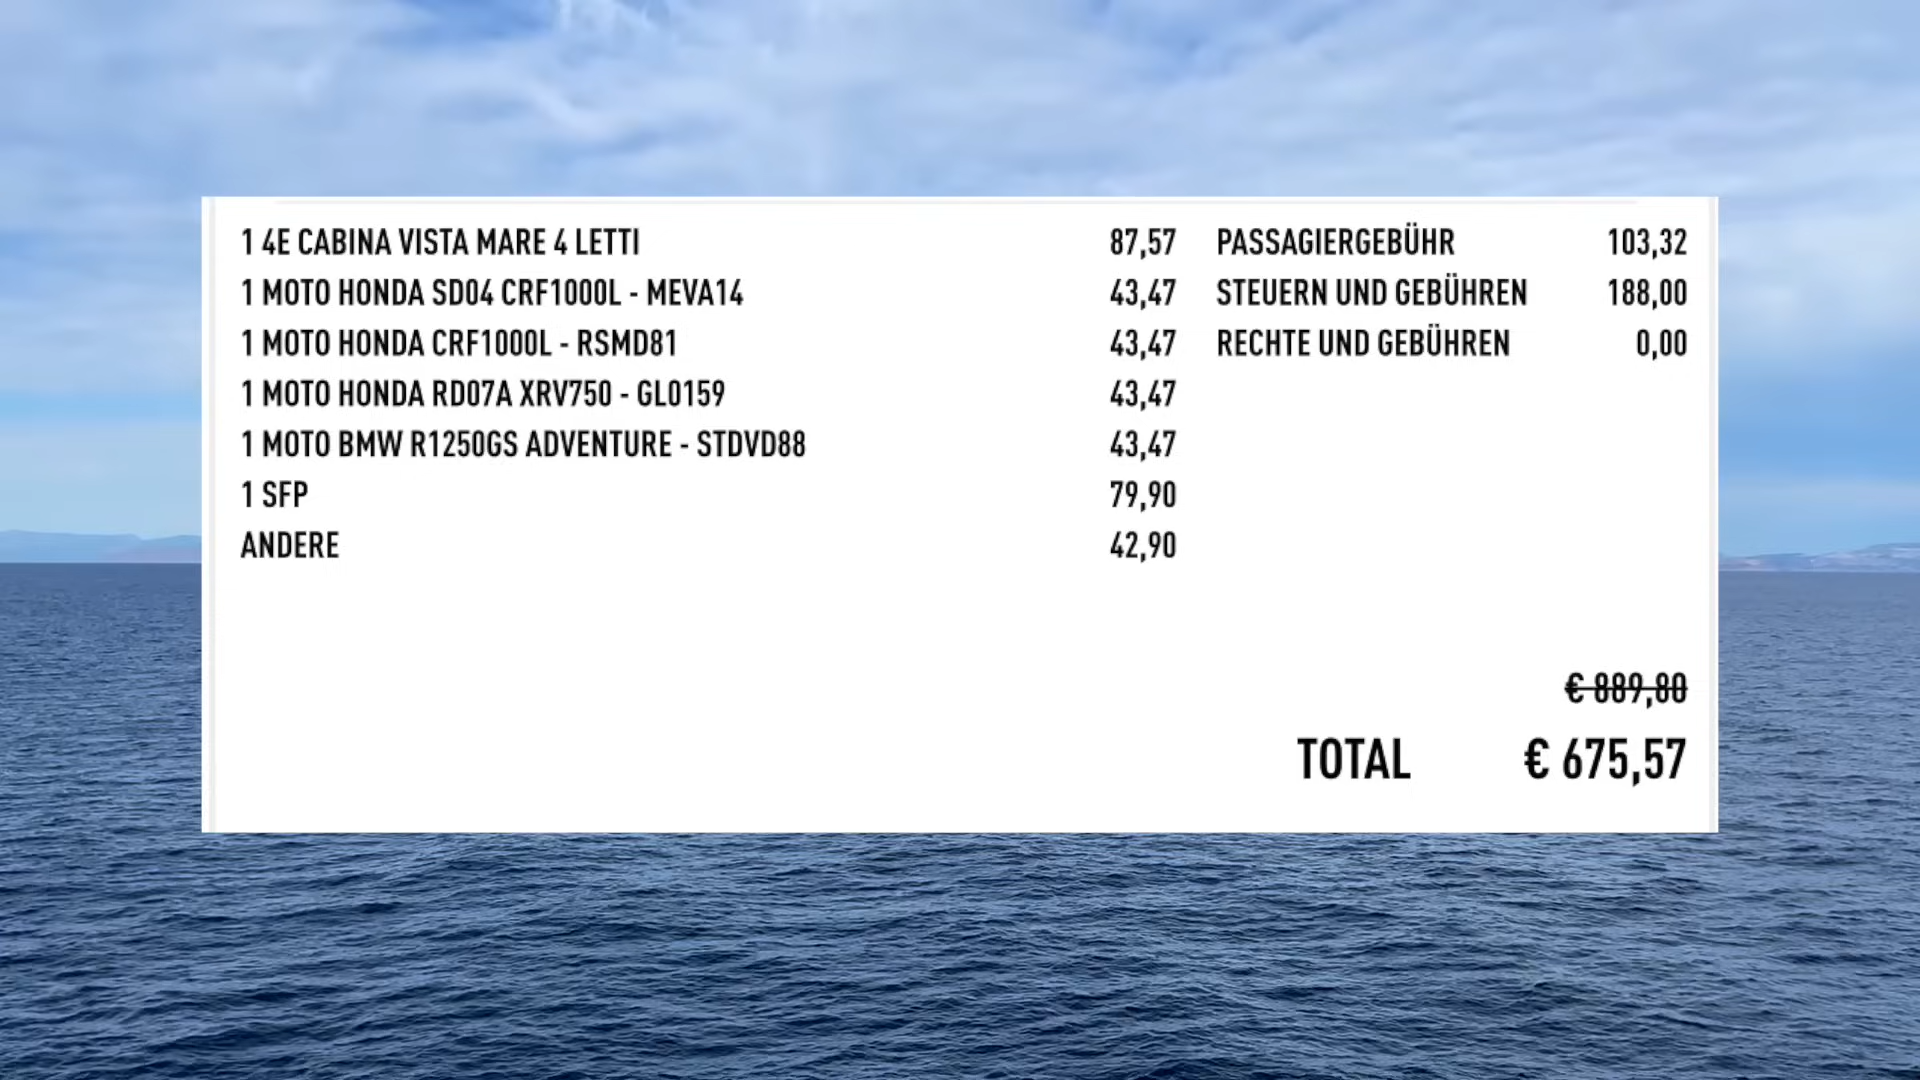 1 4E CABINA VISTA MARE 4 LETTI 87,57
1 MOTO HONDA SD04 CRF1000L - MEVA14 43,47
1 MOTO HONDA CRF1000L - RSMD81 43,47
1 MOTO HONDA RD07A XRV750 - GLO159 43,47
1 MOTO BMW R1250GS ADVENTURE - STDVD88 43,47
1 SFP 79,90
ANDERE 42,90
PASSAGIERGEBÜHR 103,32
STEUERN UND GEBÜHREN 188,00
RECHTE UND GEBÜHREN 0,00
€ 889,80
TOTAL € 675,57